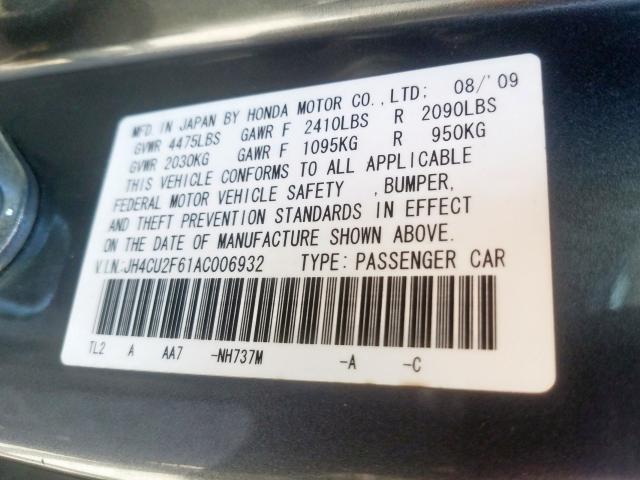 MFD. IN JAPAN BY HONDA MOTOR CO., LTD; 08/'09
GVWR 4475LBS GAWR F 2410LBS R 2090LBS
GVWR 2030KG GAWR F 1095KG R 950KG
THIS VEHICLE CONFORMS TO ALL APPLICABLE
FEDERAL MOTOR VEHICLE SAFETY , BUMPER,
AND THEFT PREVENTION STANDARDS IN EFFECT
ON THE DATE OF MANUFACTURE SHOWN ABOVE.
V.I.N:JH4CU2F61AC006932 TYPE: PASSENGER CAR
TL2 A AA7 -NH737M -A -C